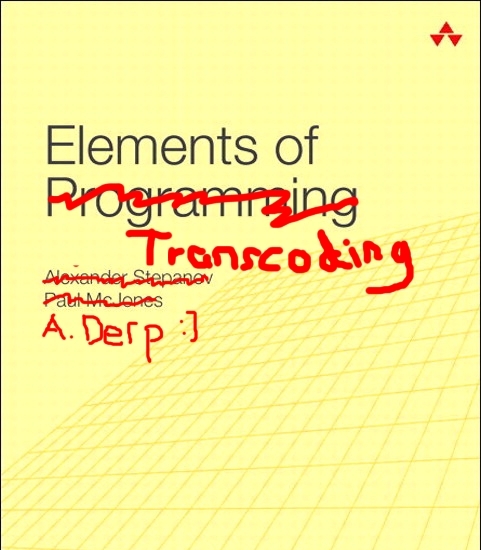 Elements of
Programming
Transcoding
Alexander Stepanov
Paul McJones
A. Derp :]